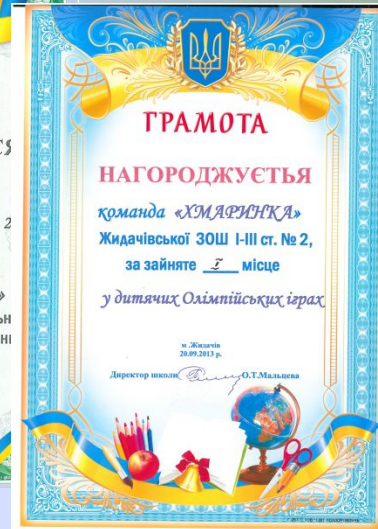 ГРАМОТА
НАГОРОДЖУЄТЬЯ
команда «ХМАРИНКА»
Жидачівської ЗОШ І-ІІІ ст. № 2,
за зайняте І місце
у дитячих Олімпійських іграх
м .Жидачів
20.09.2013 р.
Директор школи О.Т.Мальцева